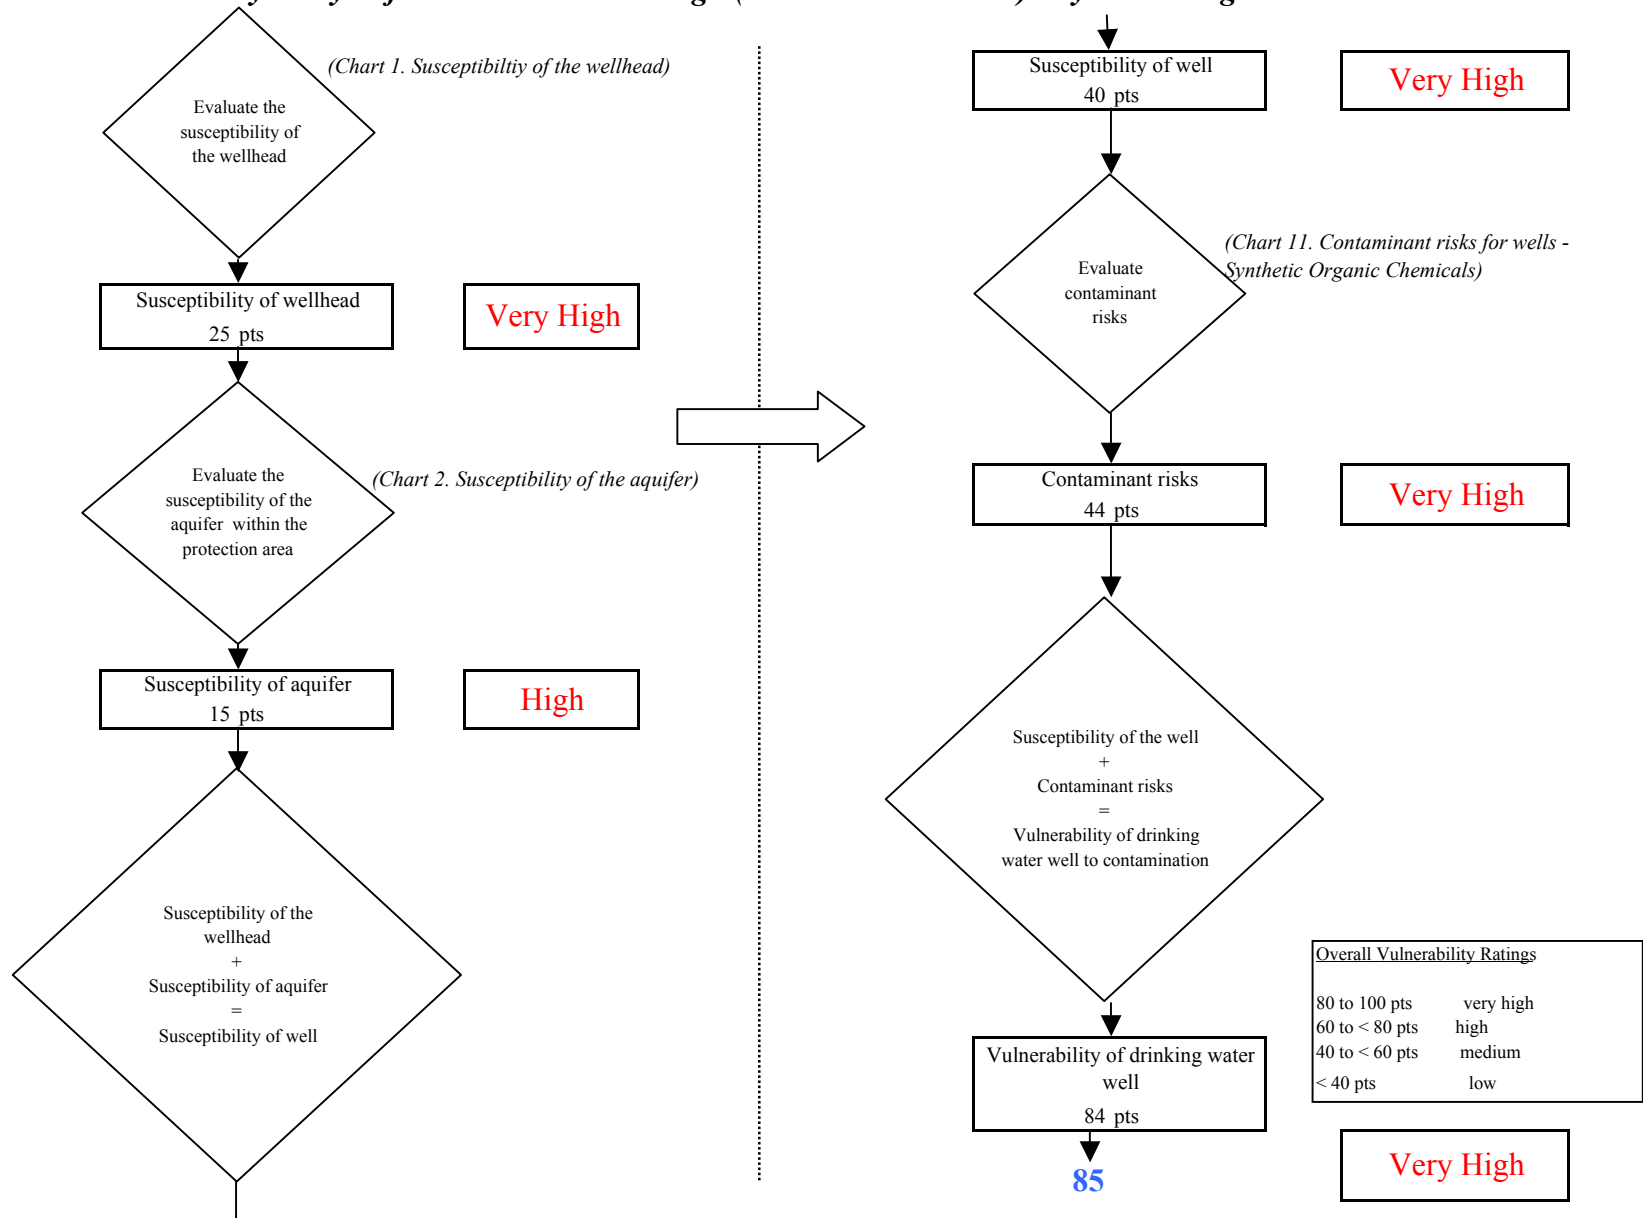 (Chart 1. Susceptibiltiy of the wellhead)
Evaluate the
susceptibility of
the wellhead
Susceptibility of wellhead
25 pts
Very High
Evaluate the
susceptibility of the
aquifer within the
protection area
(Chart 2. Susceptibility of the aquifer)
Susceptibility of aquifer
15 pts
High
Susceptibility of the
wellhead
+
Susceptibility of aquifer
=
Susceptibility of well
Susceptibility of well
40 pts
Very High
Evaluate
contaminant
risks
(Chart 11. Contaminant risks for wells -
Synthetic Organic Chemicals)
Contaminant risks
44 pts
Very High
Susceptibility of the well
+
Contaminant risks
=
Vulnerability of drinking
water well to contamination
Vulnerability of drinking water
well
84 pts
85
Overall Vulnerability Ratings
80 to 100 pts very high
60 to < 80 pts high
40 to < 60 pts medium
< 40 pts low
Very High